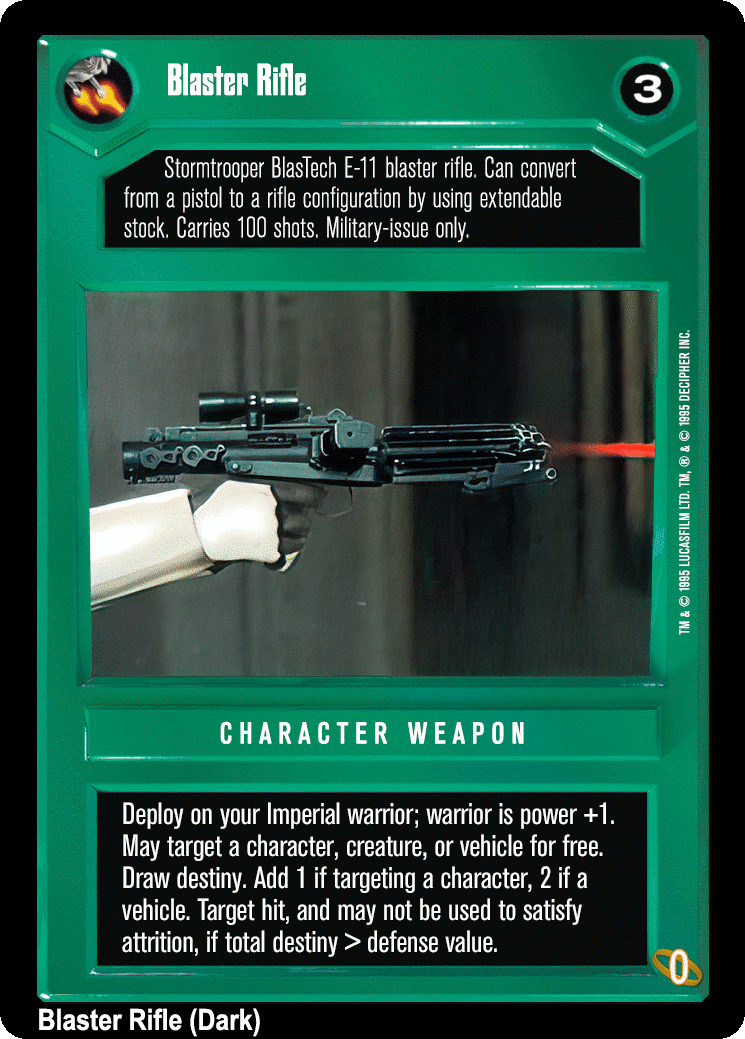 Blaster Rifle
3
Stormtrooper BlasTech E-11 blaster rifle. Can convert
from a pistol to a rifle configuration by using extendable
stock. Carries 100 shots. Military-issue only.
TM & © 1995 LUCASFILM LTD. TM, ® & © 1995 DECIPHER INC.
CHARACTER WEAPON
Deploy on your Imperial warrior; warrior is power +1.
May target a character, creature, or vehicle for free.
Draw destiny. Add 1 if targeting a character, 2 if a
vehicle. Target hit, and may not be used to satisfy
attrition, if total destiny > defense value.
0
Blaster Rifle (Dark)